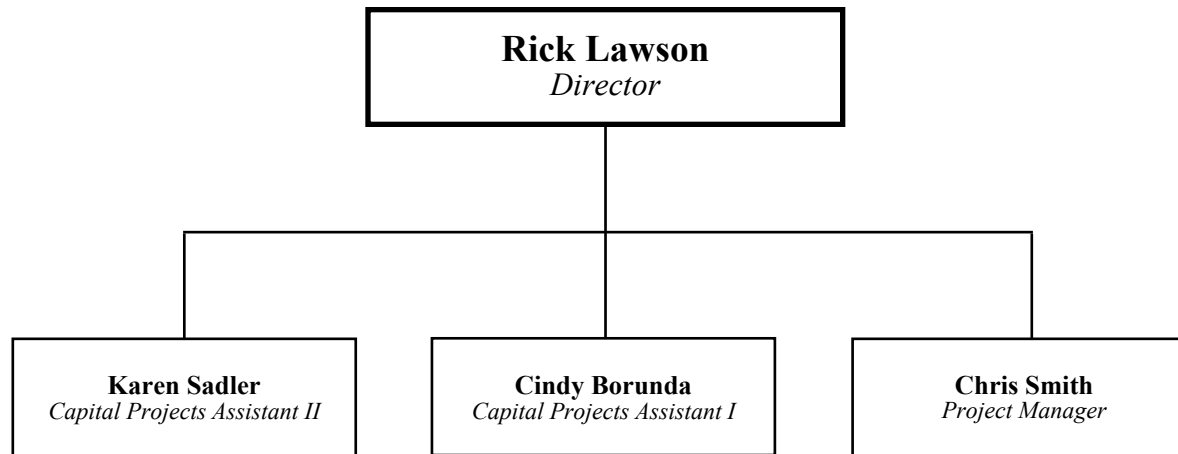 Rick Lawson
Director
Karen Sadler
Capital Projects Assistant II
Cindy Borunda
Capital Projects Assistant I
Chris Smith
Project Manager